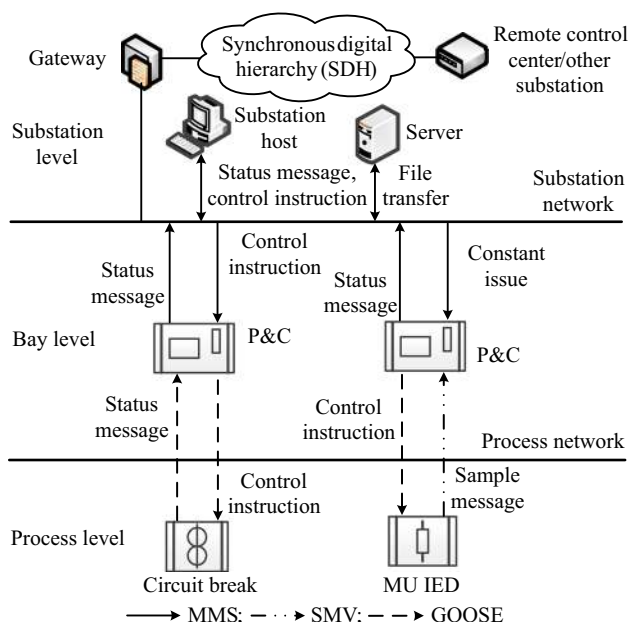 Gateway
Synchronous digital
hierarchy (SDH)
Remote control
center/other
substation
Substation
level
Substation
host
Server
Status message,
control instruction
File
transfer
Substation
network
Status
message
Control
instruction
Status
message
Constant
issue
Bay level
P&C
P&C
Status
message
Control
instruction
Control
instruction
Sample
message
Process network
Process level
Circuit break
MU IED
MMS; SMV; GOOSE